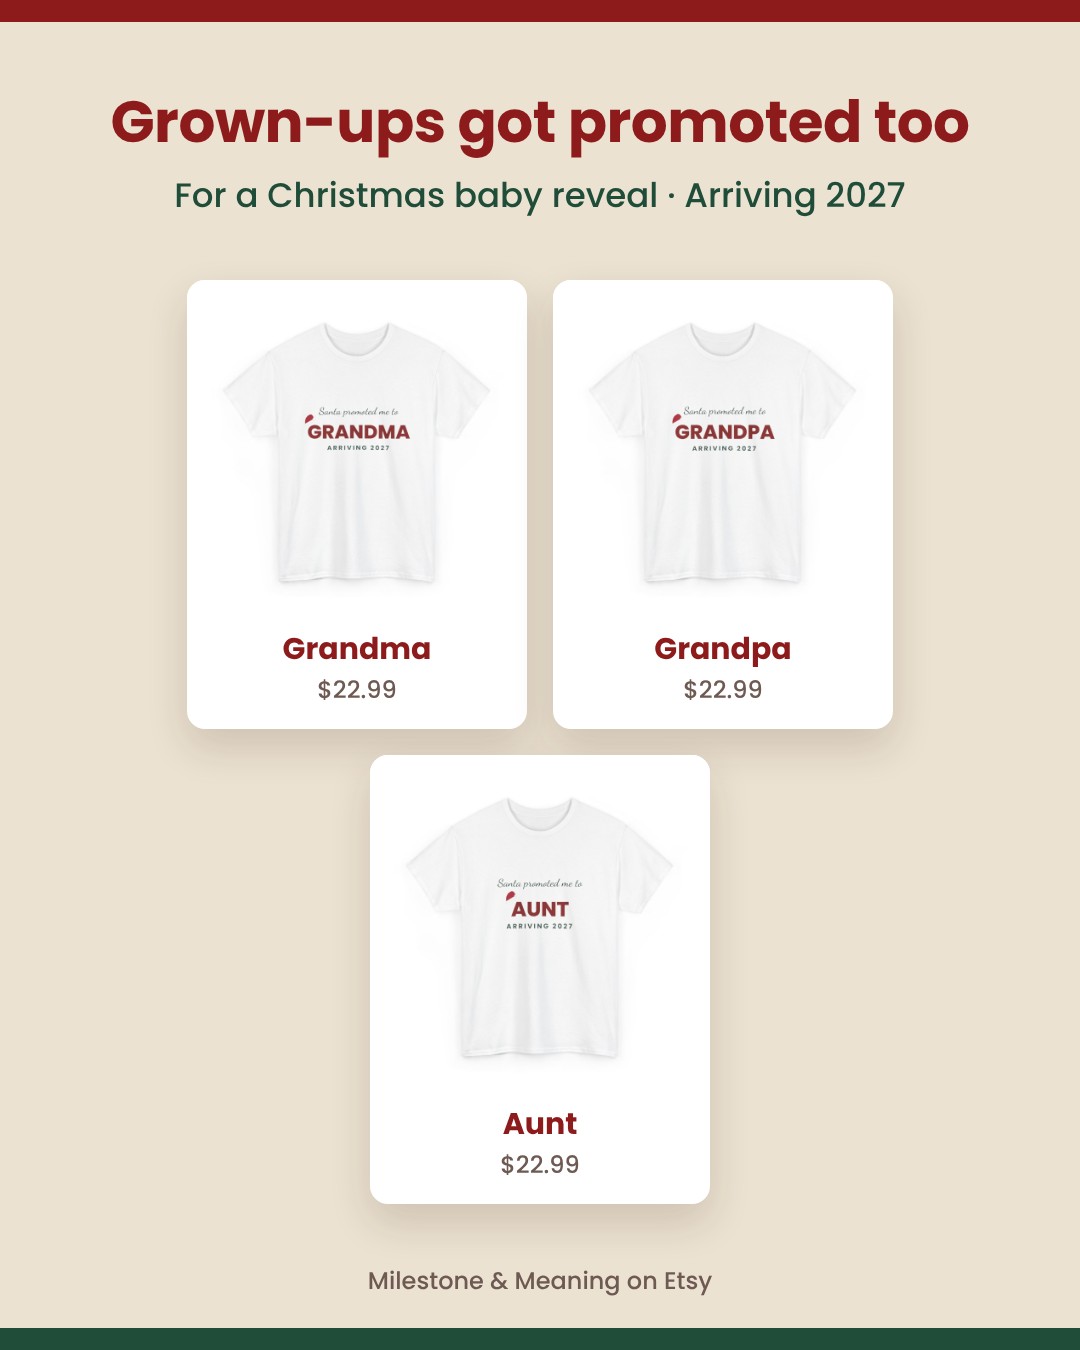 Grown-ups got promoted too
For a Christmas baby reveal · Arriving 2027
Santa promoted me to
GRANDMA
ARRIVING 2027
Grandma
$22.99
Santa promoted me to
GRANDPA
ARRIVING 2027
Grandpa
$22.99
Santa promoted me to
AUNT
ARRIVING 2027
Aunt
$22.99
Milestone & Meaning on Etsy